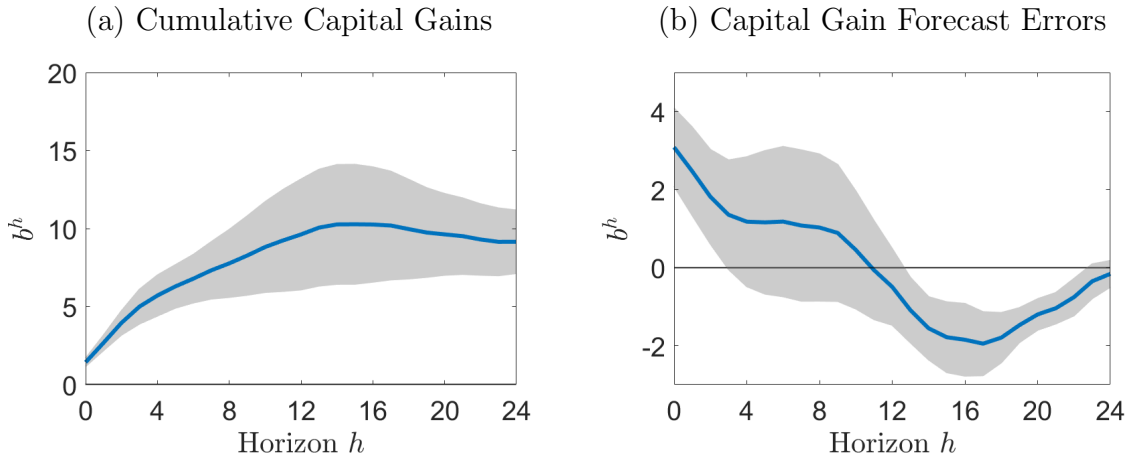 (a) Cumulative Capital Gains
20
15
10
5
0
b^h
0 4 8 12 16 20 24
Horizon h
(b) Capital Gain Forecast Errors
4
2
0
-2
b^h
0 4 8 12 16 20 24
Horizon h